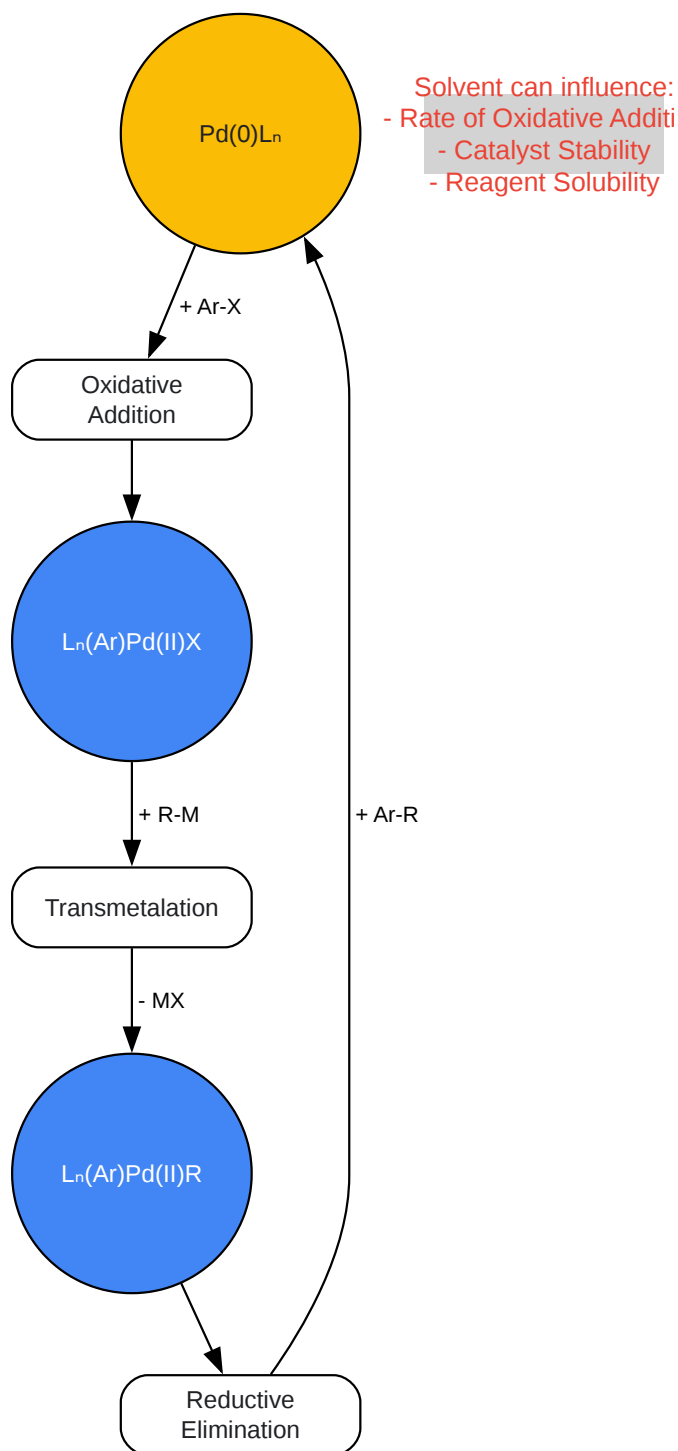 Pd(0)Lₙ
Solvent can influence:
- Rate of Oxidative Additi
- Catalyst Stability
- Reagent Solubility
+ Ar-X
Oxidative
Addition
Lₙ(Ar)Pd(II)X
+ R-M
+ Ar-R
Transmetalation
- MX
Lₙ(Ar)Pd(II)R
Reductive
Elimination